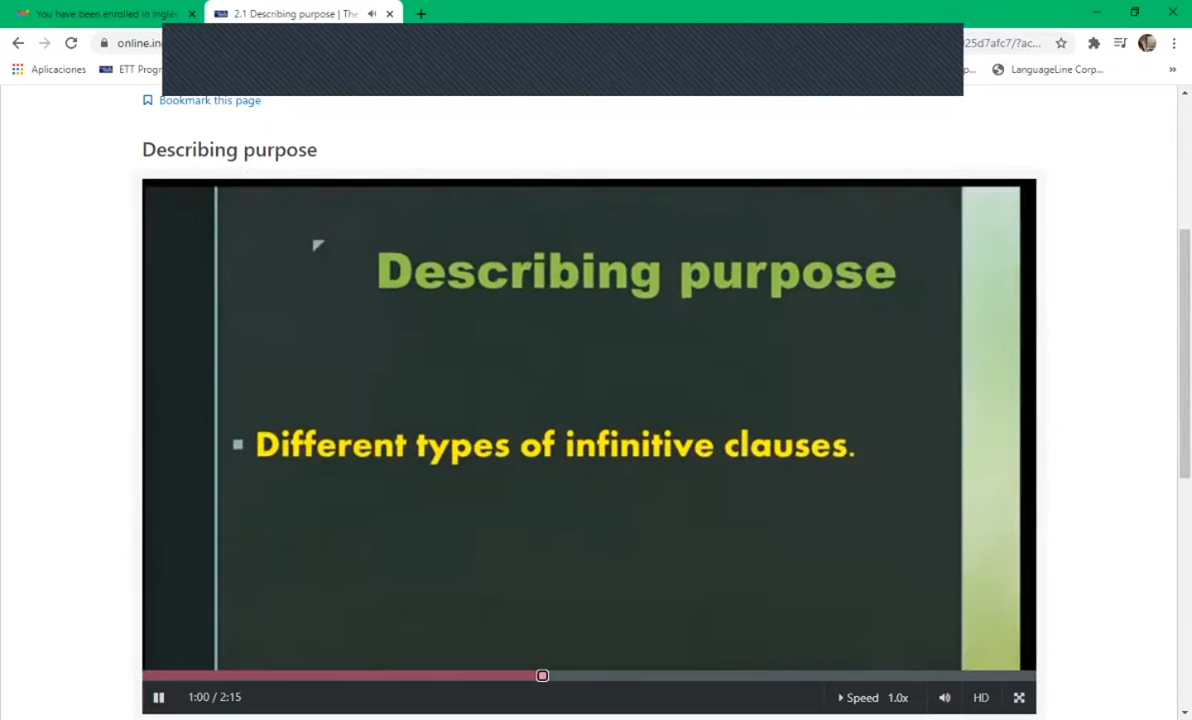 You have been enrolled in Inglés
2.1 Describing purpose | The
online.in
25d7afc7/?ac...
Aplicaciones
ETT Progr
p...
LanguageLine Corp...
Bookmark this page
Describing purpose
Describing purpose
Different types of infinitive clauses.
1:00 / 2:15
Speed 1.0x
HD